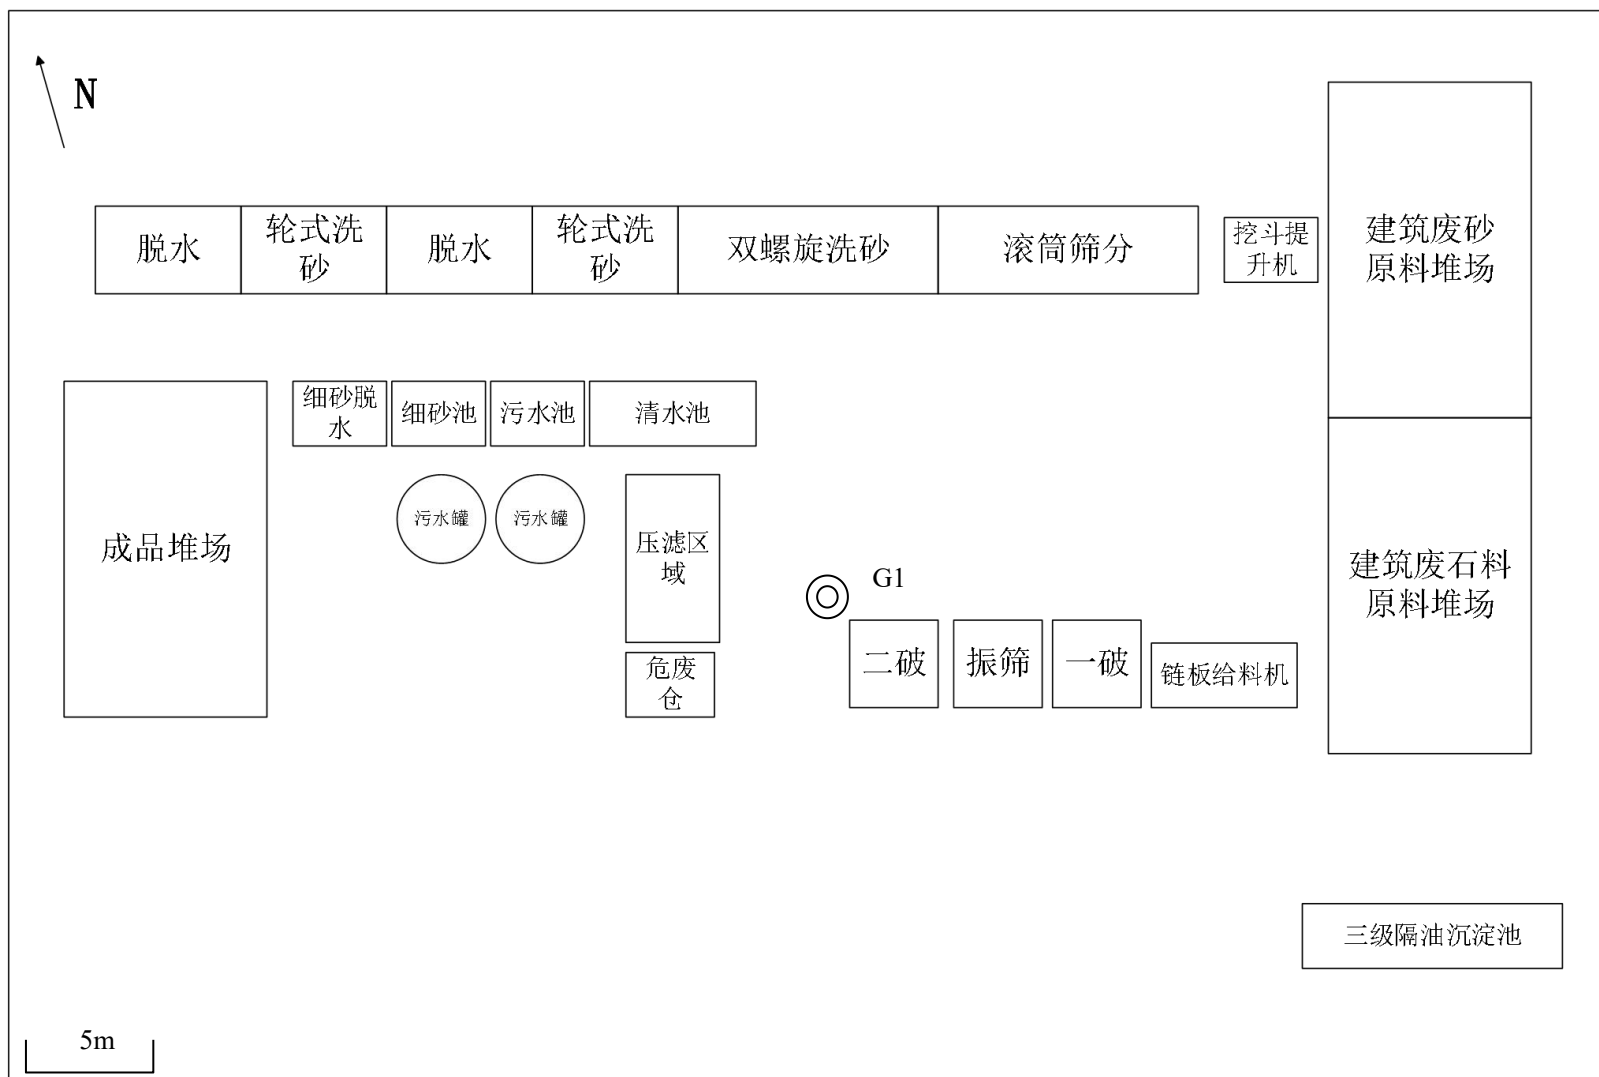 N
脱水
轮式洗
砂
脱水
轮式洗
砂
双螺旋洗砂
滚筒筛分
挖斗提
升机
建筑废砂
原料堆场
细砂脱
水
细砂池
污水池
清水池
成品堆场
污水罐
污水罐
压滤区
域
G1
建筑废石料
原料堆场
危废
仓
二破
振筛
一破
链板给料机
三级隔油沉淀池
5m